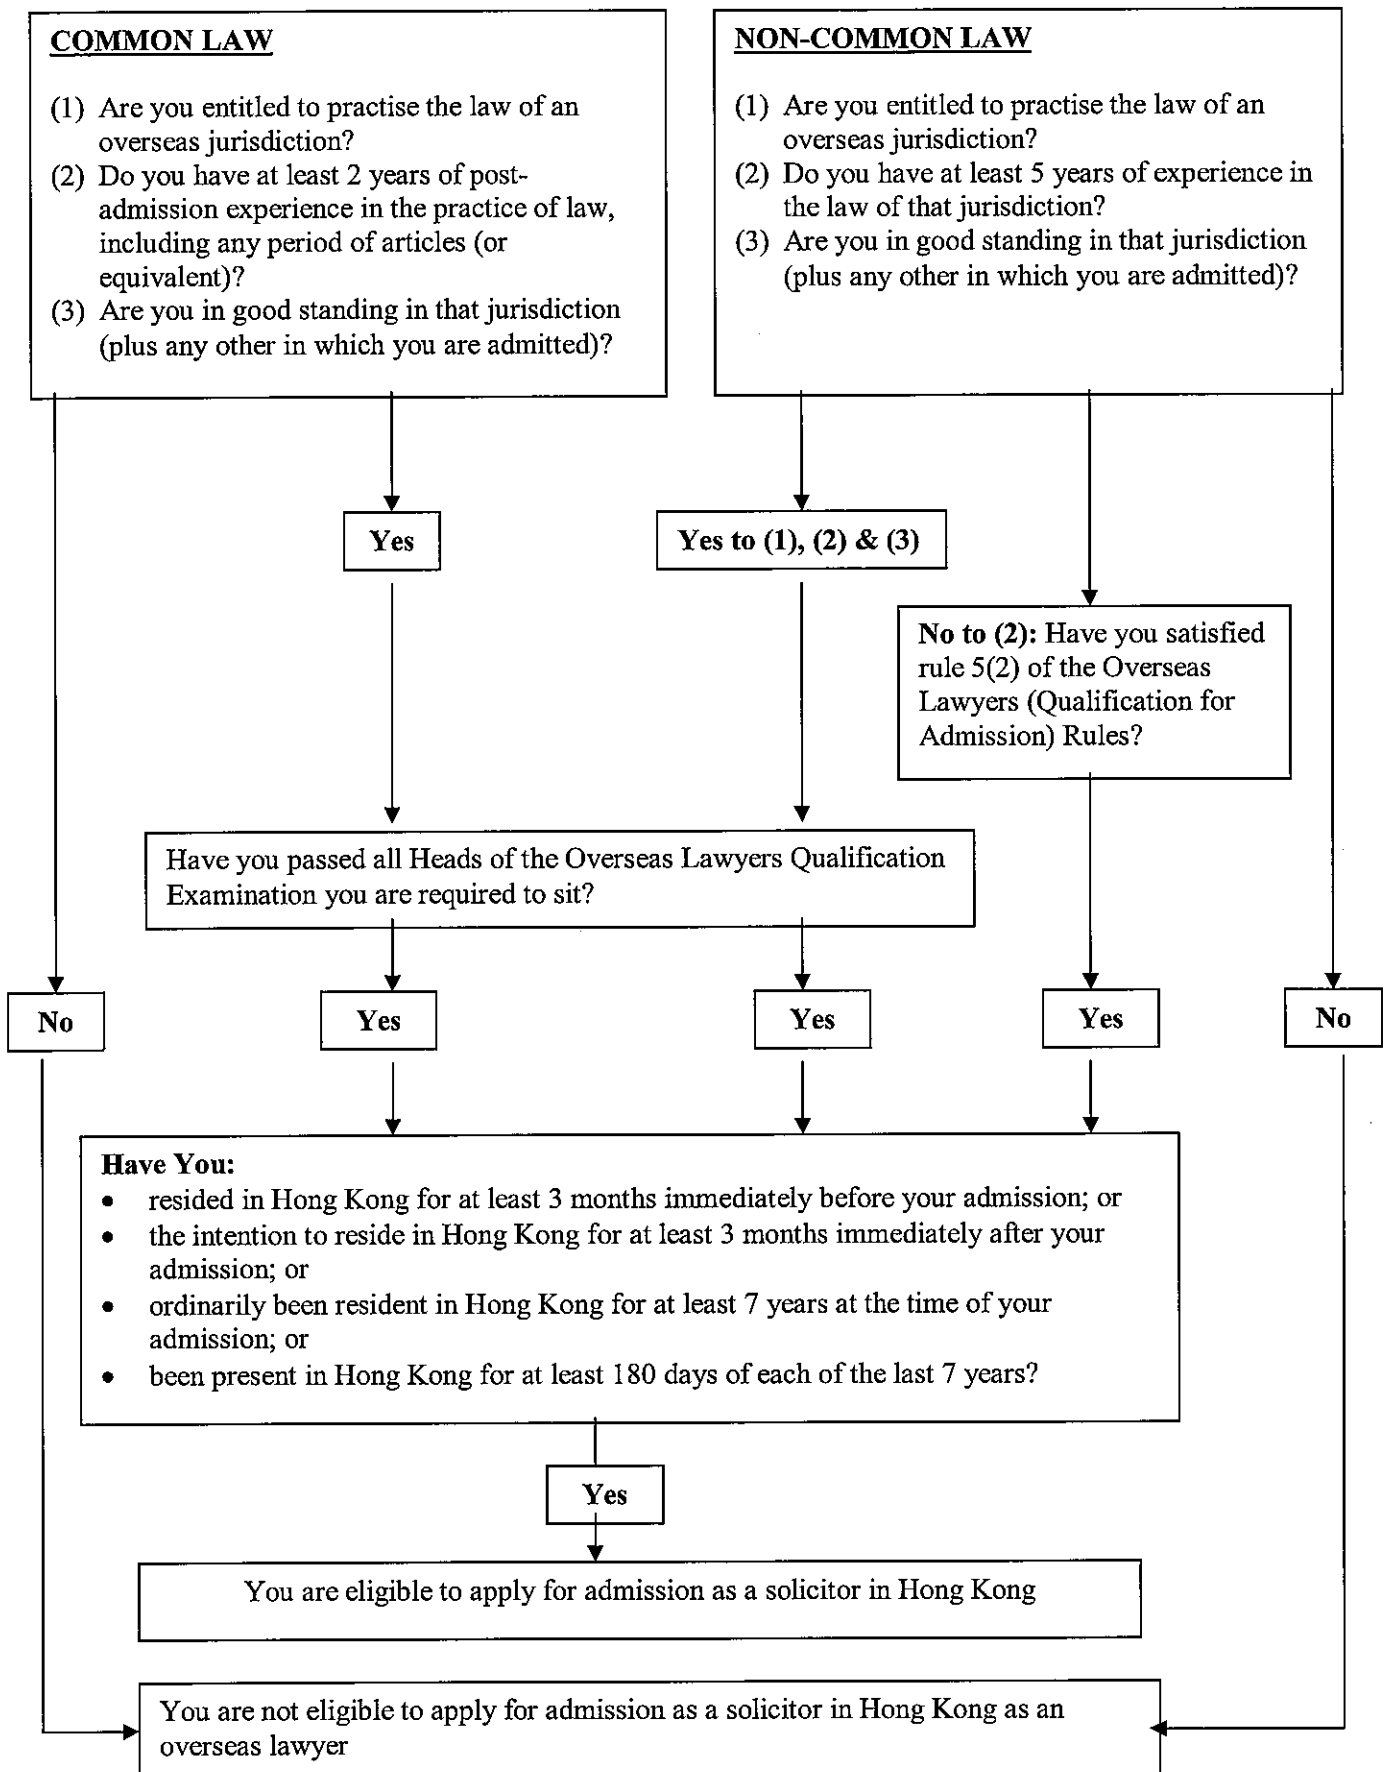 COMMON LAW
(1) Are you entitled to practise the law of an
overseas jurisdiction?
(2) Do you have at least 2 years of post-
admission experience in the practice of law,
including any period of articles (or
equivalent)?
(3) Are you in good standing in that jurisdiction
(plus any other in which you are admitted)?
NON-COMMON LAW
(1) Are you entitled to practise the law of an
overseas jurisdiction?
(2) Do you have at least 5 years of experience in
the law of that jurisdiction?
(3) Are you in good standing in that jurisdiction
(plus any other in which you are admitted)?
Yes
Yes to (1), (2) & (3)
No to (2): Have you satisfied
rule 5(2) of the Overseas
Lawyers (Qualification for
Admission) Rules?
Have you passed all Heads of the Overseas Lawyers Qualification
Examination you are required to sit?
No
Yes
Yes
Yes
No
Have You:
• resided in Hong Kong for at least 3 months immediately before your admission; or
• the intention to reside in Hong Kong for at least 3 months immediately after your
admission; or
• ordinarily been resident in Hong Kong for at least 7 years at the time of your
admission; or
• been present in Hong Kong for at least 180 days of each of the last 7 years?
Yes
You are eligible to apply for admission as a solicitor in Hong Kong
You are not eligible to apply for admission as a solicitor in Hong Kong as an
overseas lawyer